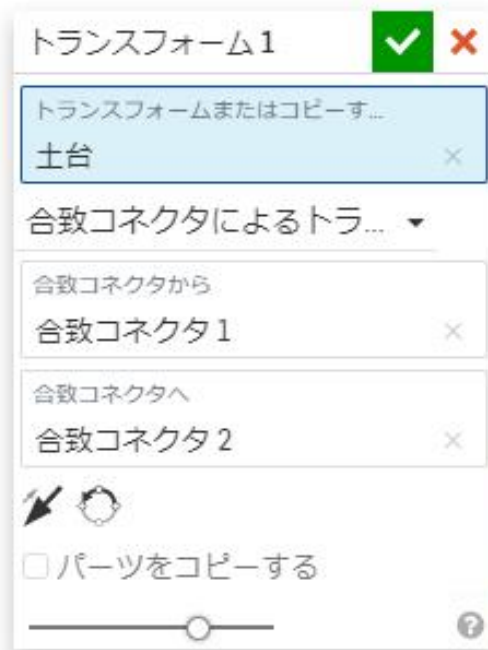 トランスフォーム1
トランスフォームまたはコピーす...
土台
合致コネクタによるトラ...
合致コネクタから
合致コネクタ1
合致コネクタへ
合致コネクタ2
パーツをコピーする